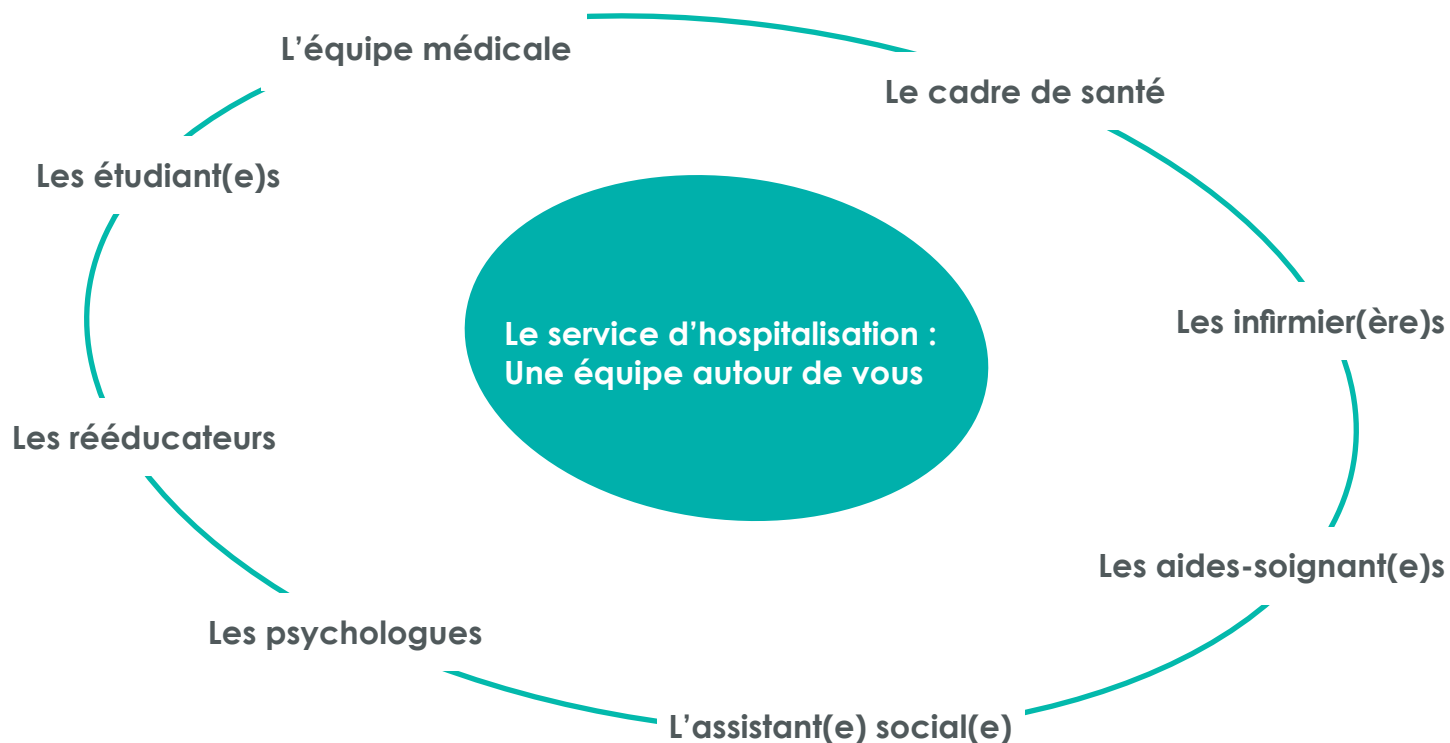 L’équipe médicale
Le cadre de santé
Les étudiant(e)s
Les infirmier(ère)s
Le service d’hospitalisation :
Une équipe autour de vous
Les rééducateurs
Les aides-soignant(e)s
Les psychologues
L’assistant(e) social(e)